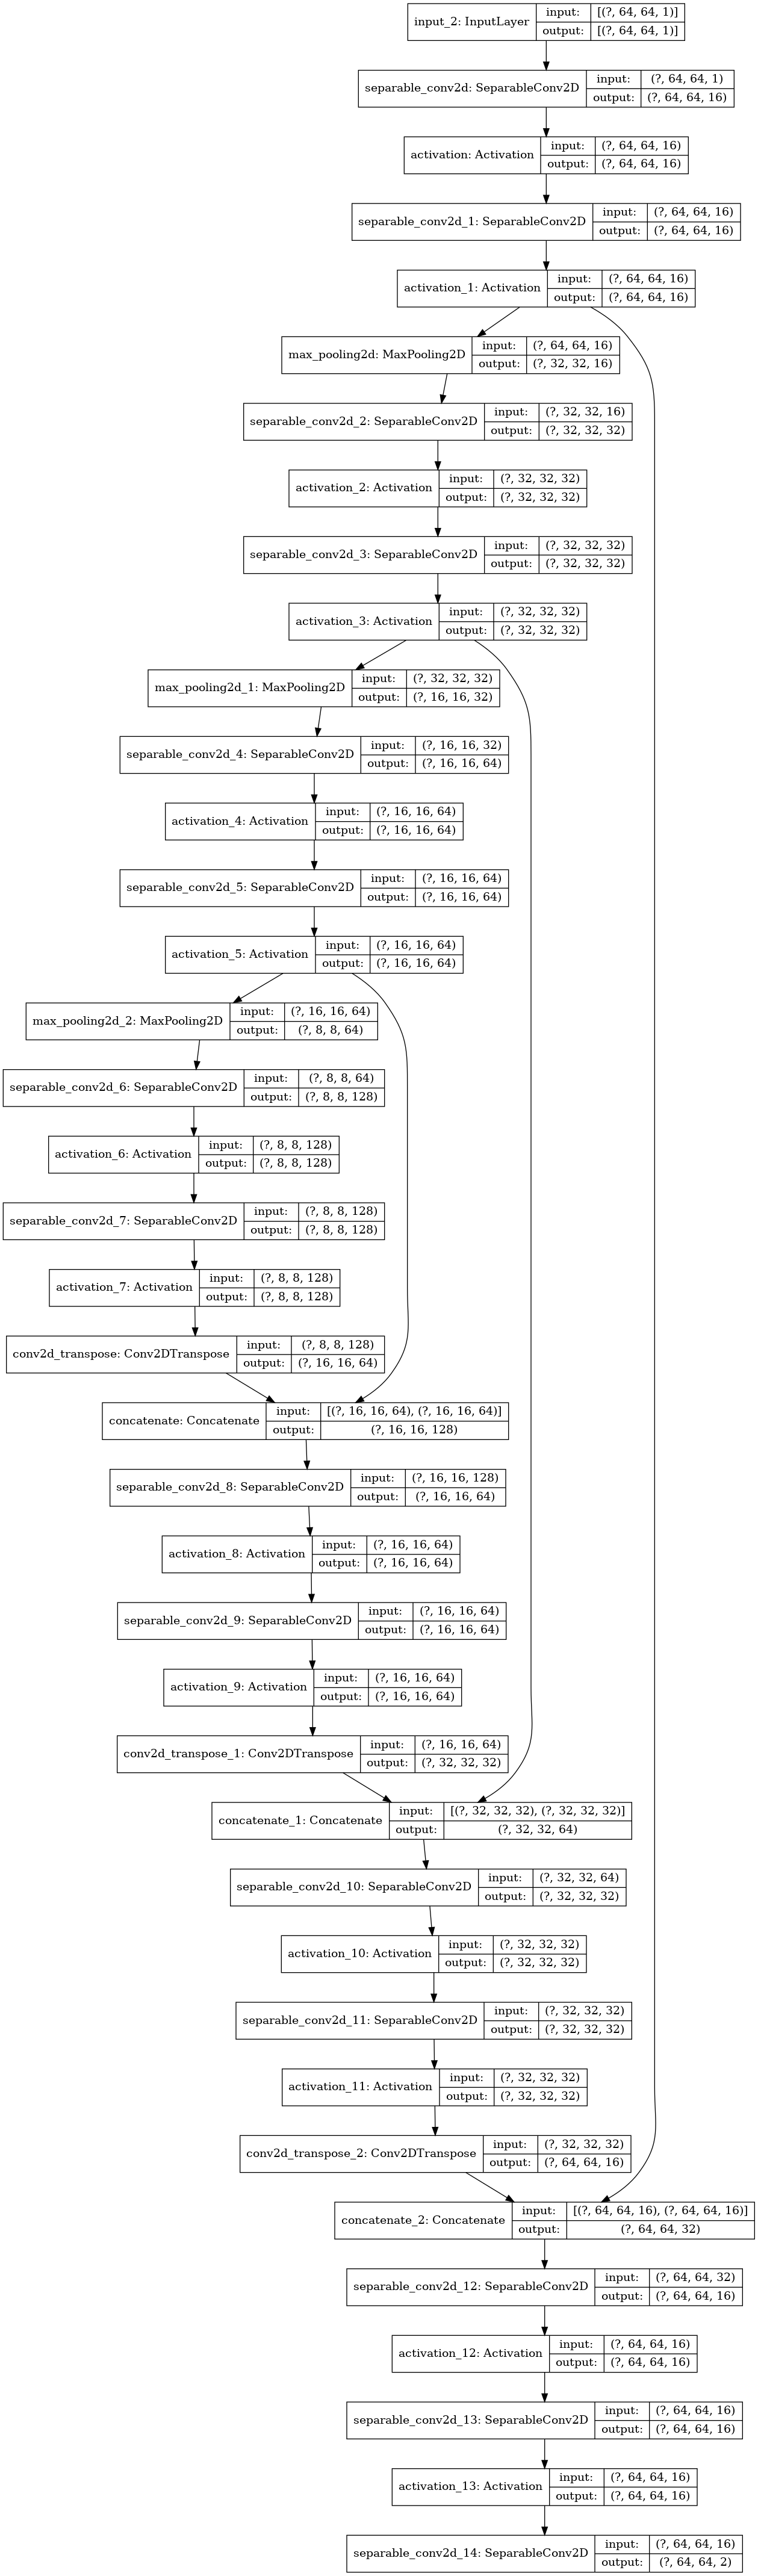 input_2: InputLayer
input: [(?, 64, 64, 1)]
output: [(?, 64, 64, 1)]
separable_conv2d: SeparableConv2D
input: (?, 64, 64, 1)
output: (?, 64, 64, 16)
activation: Activation
input: (?, 64, 64, 16)
output: (?, 64, 64, 16)
separable_conv2d_1: SeparableConv2D
input: (?, 64, 64, 16)
output: (?, 64, 64, 16)
activation_1: Activation
input: (?, 64, 64, 16)
output: (?, 64, 64, 16)
max_pooling2d: MaxPooling2D
input: (?, 64, 64, 16)
output: (?, 32, 32, 16)
separable_conv2d_2: SeparableConv2D
input: (?, 32, 32, 16)
output: (?, 32, 32, 32)
activation_2: Activation
input: (?, 32, 32, 32)
output: (?, 32, 32, 32)
separable_conv2d_3: SeparableConv2D
input: (?, 32, 32, 32)
output: (?, 32, 32, 32)
activation_3: Activation
input: (?, 32, 32, 32)
output: (?, 32, 32, 32)
max_pooling2d_1: MaxPooling2D
input: (?, 32, 32, 32)
output: (?, 16, 16, 32)
separable_conv2d_4: SeparableConv2D
input: (?, 16, 16, 32)
output: (?, 16, 16, 64)
activation_4: Activation
input: (?, 16, 16, 64)
output: (?, 16, 16, 64)
separable_conv2d_5: SeparableConv2D
input: (?, 16, 16, 64)
output: (?, 16, 16, 64)
activation_5: Activation
input: (?, 16, 16, 64)
output: (?, 16, 16, 64)
max_pooling2d_2: MaxPooling2D
input: (?, 16, 16, 64)
output: (?, 8, 8, 64)
separable_conv2d_6: SeparableConv2D
input: (?, 8, 8, 64)
output: (?, 8, 8, 128)
activation_6: Activation
input: (?, 8, 8, 128)
output: (?, 8, 8, 128)
separable_conv2d_7: SeparableConv2D
input: (?, 8, 8, 128)
output: (?, 8, 8, 128)
activation_7: Activation
input: (?, 8, 8, 128)
output: (?, 8, 8, 128)
conv2d_transpose: Conv2DTranspose
input: (?, 8, 8, 128)
output: (?, 16, 16, 64)
concatenate: Concatenate
input: [(?, 16, 16, 64), (?, 16, 16, 64)]
output: (?, 16, 16, 128)
separable_conv2d_8: SeparableConv2D
input: (?, 16, 16, 128)
output: (?, 16, 16, 64)
activation_8: Activation
input: (?, 16, 16, 64)
output: (?, 16, 16, 64)
separable_conv2d_9: SeparableConv2D
input: (?, 16, 16, 64)
output: (?, 16, 16, 64)
activation_9: Activation
input: (?, 16, 16, 64)
output: (?, 16, 16, 64)
conv2d_transpose_1: Conv2DTranspose
input: (?, 16, 16, 64)
output: (?, 32, 32, 32)
concatenate_1: Concatenate
input: [(?, 32, 32, 32), (?, 32, 32, 32)]
output: (?, 32, 32, 64)
separable_conv2d_10: SeparableConv2D
input: (?, 32, 32, 64)
output: (?, 32, 32, 32)
activation_10: Activation
input: (?, 32, 32, 32)
output: (?, 32, 32, 32)
separable_conv2d_11: SeparableConv2D
input: (?, 32, 32, 32)
output: (?, 32, 32, 32)
activation_11: Activation
input: (?, 32, 32, 32)
output: (?, 32, 32, 32)
conv2d_transpose_2: Conv2DTranspose
input: (?, 32, 32, 32)
output: (?, 64, 64, 16)
concatenate_2: Concatenate
input: [(?, 64, 64, 16), (?, 64, 64, 16)]
output: (?, 64, 64, 32)
separable_conv2d_12: SeparableConv2D
input: (?, 64, 64, 32)
output: (?, 64, 64, 16)
activation_12: Activation
input: (?, 64, 64, 16)
output: (?, 64, 64, 16)
separable_conv2d_13: SeparableConv2D
input: (?, 64, 64, 16)
output: (?, 64, 64, 16)
activation_13: Activation
input: (?, 64, 64, 16)
output: (?, 64, 64, 16)
separable_conv2d_14: SeparableConv2D
input: (?, 64, 64, 16)
output: (?, 64, 64, 2)